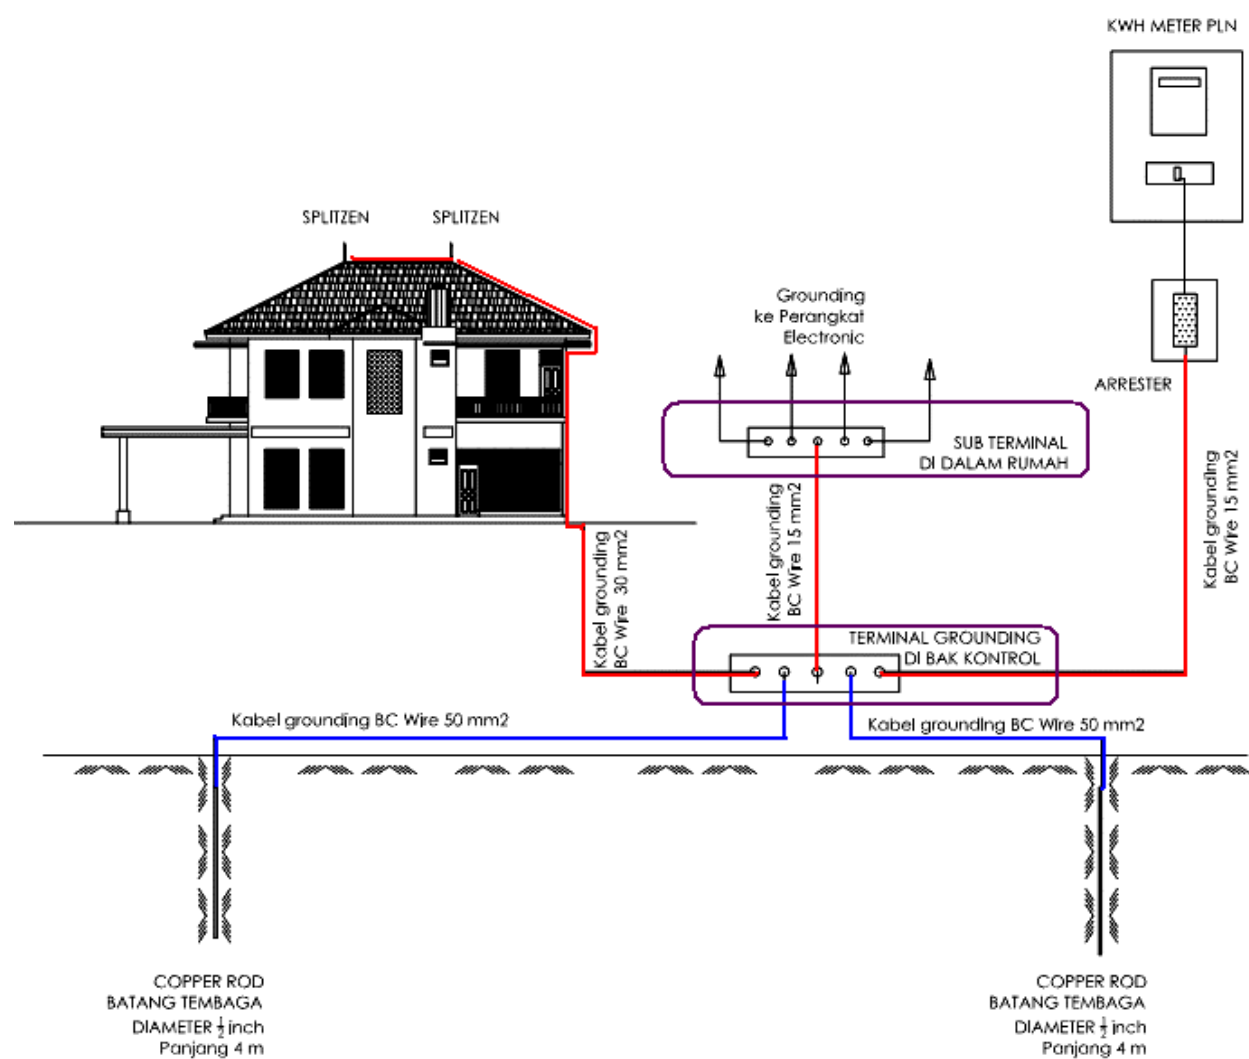 KWH METER PLN
SPLITZEN
SPLITZEN
Grounding
ke Perangkat
Electronic
ARRESTER
SUB TERMINAL
DI DALAM RUMAH
Kabel grounding
BC Wire 30 mm2
Kabel grounding
BC Wire 15 mm2
Kabel grounding
BC Wire 15 mm2
TERMINAL GROUNDING
DI BAK KONTROL
Kabel grounding BC Wire 50 mm2
Kabel grounding BC Wire 50 mm2
COPPER ROD
BATANG TEMBAGA
DIAMETER ½ inch
Panjang 4 m
COPPER ROD
BATANG TEMBAGA
DIAMETER ½ inch
Panjang 4 m